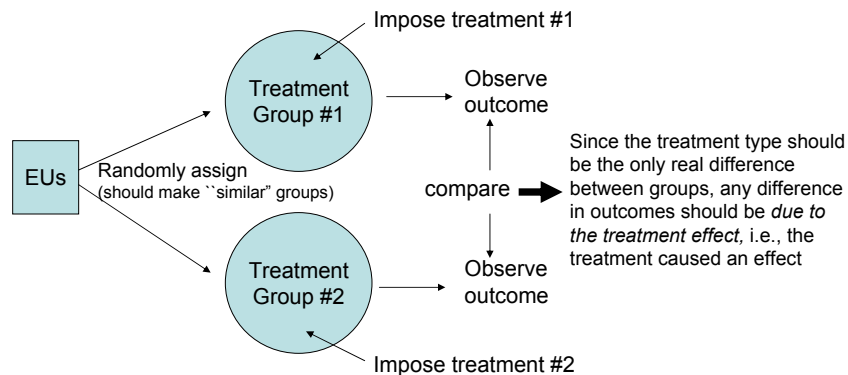 Impose treatment #1
Treatment
Group #1
Observe
outcome
EUs
Randomly assign
(should make ``similar” groups)
compare
Since the treatment type should
be the only real difference
between groups, any difference
in outcomes should be due to
the treatment effect, i.e., the
treatment caused an effect
Treatment
Group #2
Observe
outcome
Impose treatment #2